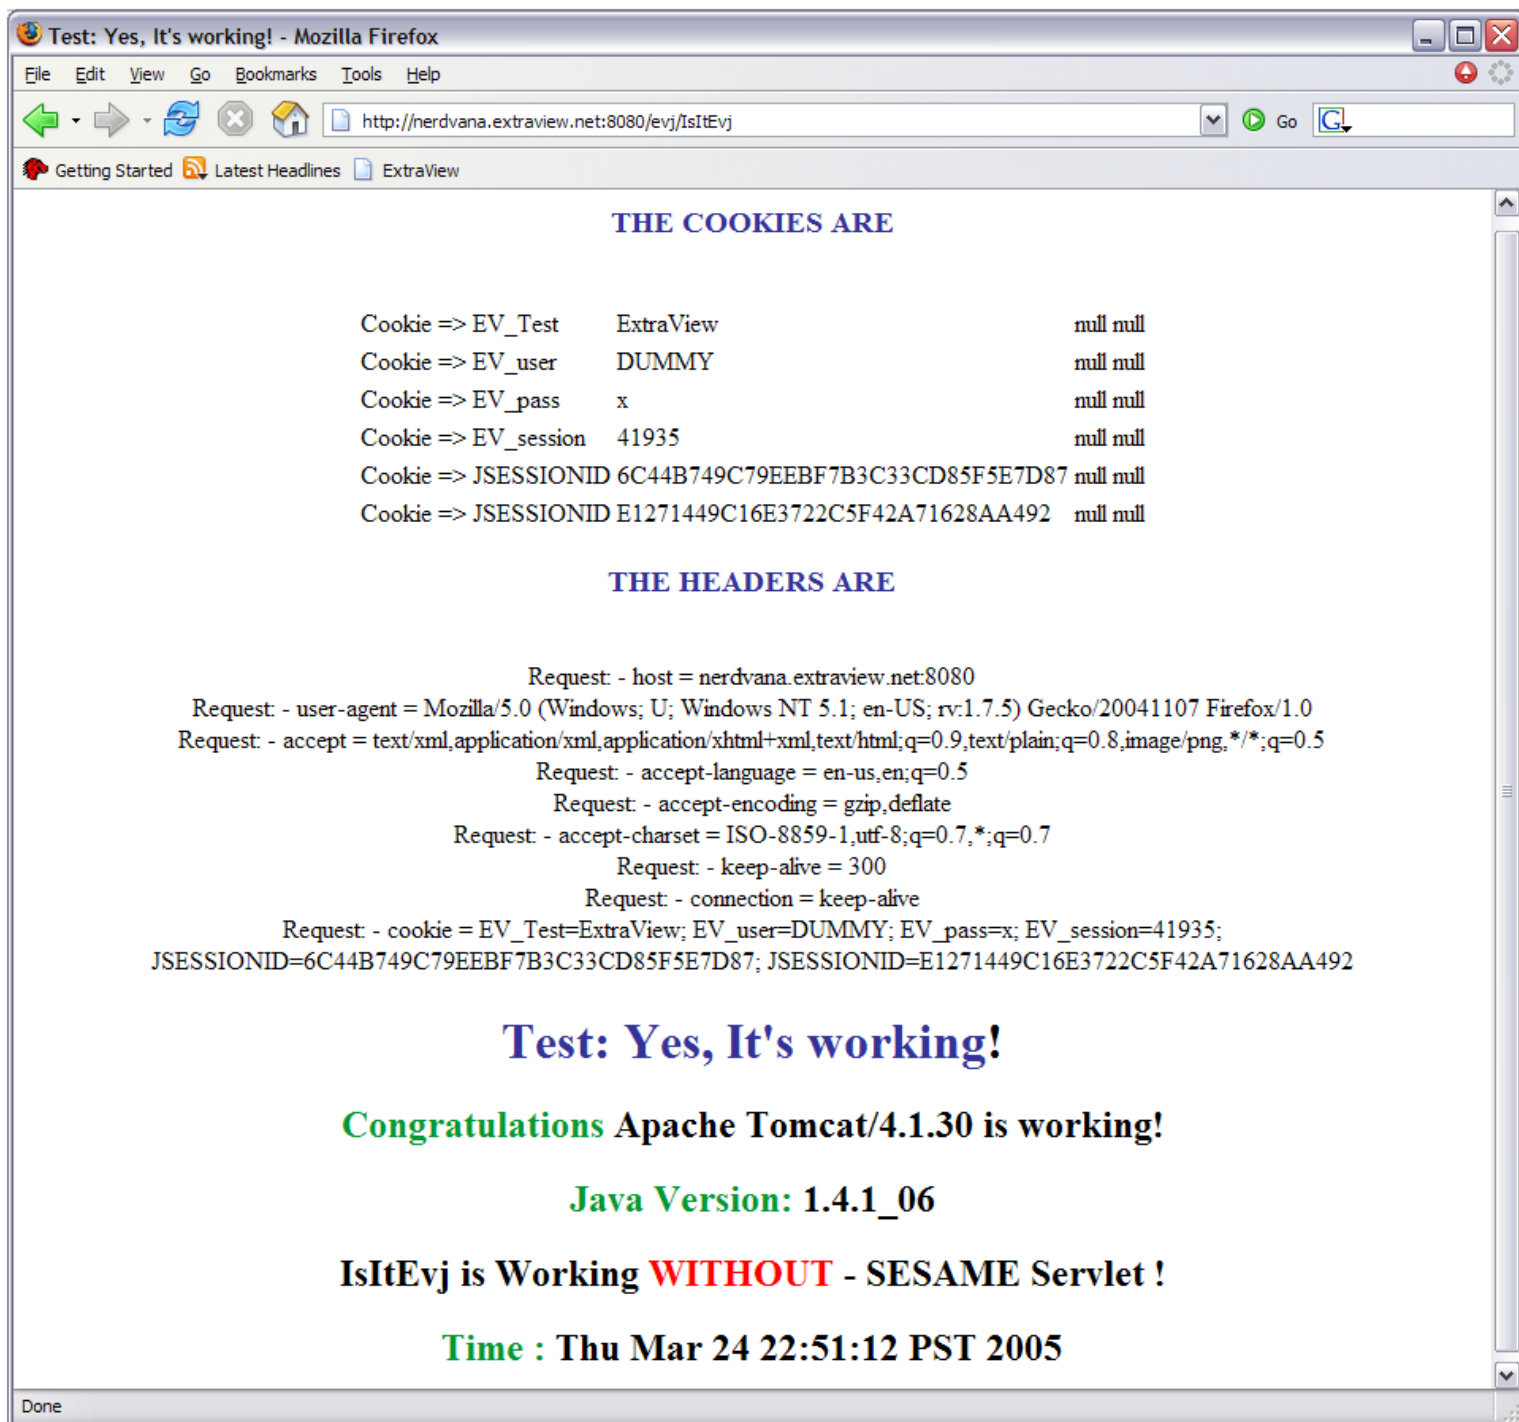 Test: Yes, It's working! - Mozilla Firefox
File Edit View Go Bookmarks Tools Help
http://nerdvana.extraview.net:8080/evj/IsItEvj Go G
Getting Started Latest Headlines ExtraView
THE COOKIES ARE
Cookie => EV_Test ExtraView null null
Cookie => EV_user DUMMY null null
Cookie => EV_pass x null null
Cookie => EV_session 41935 null null
Cookie => JSESSIONID 6C44B749C79EEBF7B3C33CD85F5E7D87 null null
Cookie => JSESSIONID E1271449C16E3722C5F42A71628AA492 null null
THE HEADERS ARE
Request: - host = nerdvana.extraview.net:8080
Request: - user-agent = Mozilla/5.0 (Windows; U; Windows NT 5.1; en-US; rv:1.7.5) Gecko/20041107 Firefox/1.0
Request: - accept = text/xml,application/xml,application/xhtml+xml,text/html;q=0.9,text/plain;q=0.8,image/png,*/*;q=0.5
Request: - accept-language = en-us,en;q=0.5
Request: - accept-encoding = gzip,deflate
Request: - accept-charset = ISO-8859-1,utf-8;q=0.7,*;q=0.7
Request: - keep-alive = 300
Request: - connection = keep-alive
Request: - cookie = EV_Test=ExtraView; EV_user=DUMMY; EV_pass=x; EV_session=41935;
JSESSIONID=6C44B749C79EEBF7B3C33CD85F5E7D87; JSESSIONID=E1271449C16E3722C5F42A71628AA492
Test: Yes, It's working!
Congratulations Apache Tomcat/4.1.30 is working!
Java Version: 1.4.1_06
IsItEvj is Working WITHOUT - SESAME Servlet !
Time : Thu Mar 24 22:51:12 PST 2005
Done